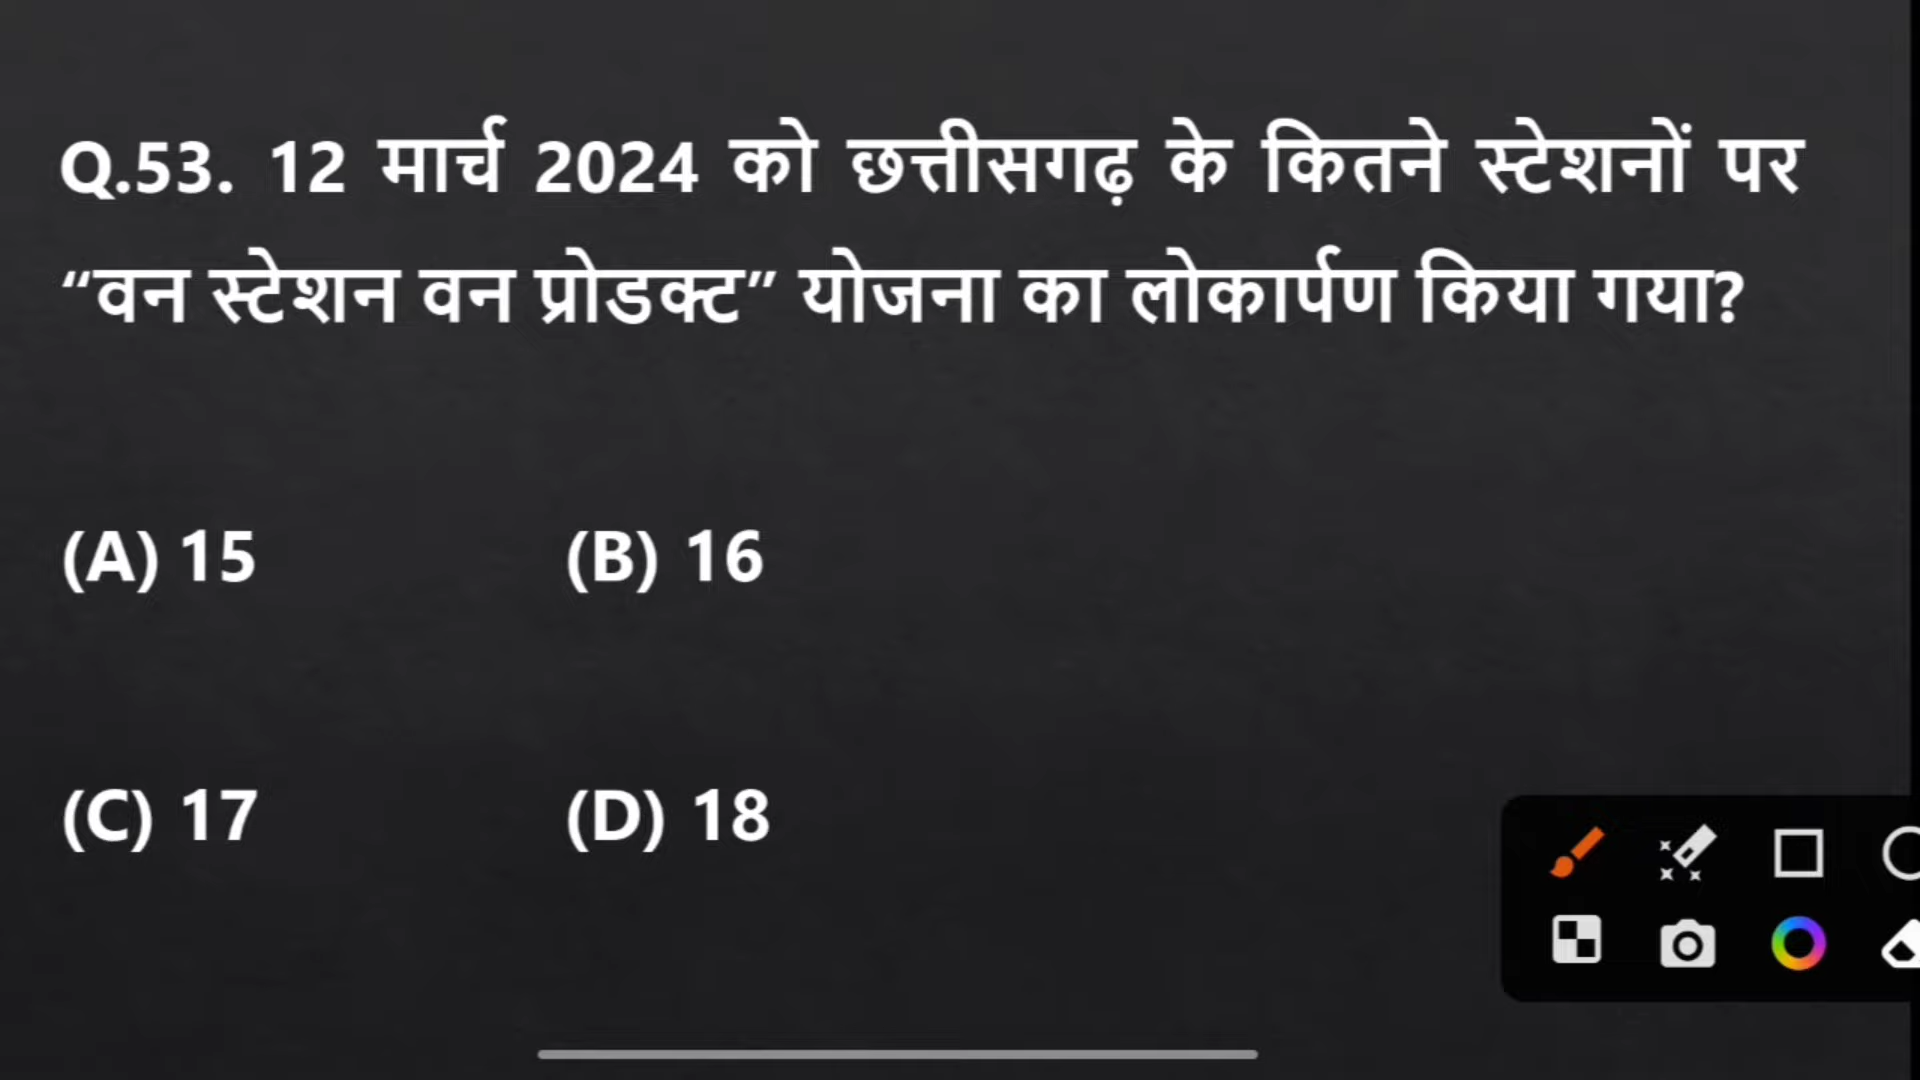 Q.53. 12 मार्च 2024 को छत्तीसगढ़ के कितने स्टेशनों पर
“वन स्टेशन वन प्रोडक्ट” योजना का लोकार्पण किया गया?
(A) 15 (B) 16
(C) 17 (D) 18